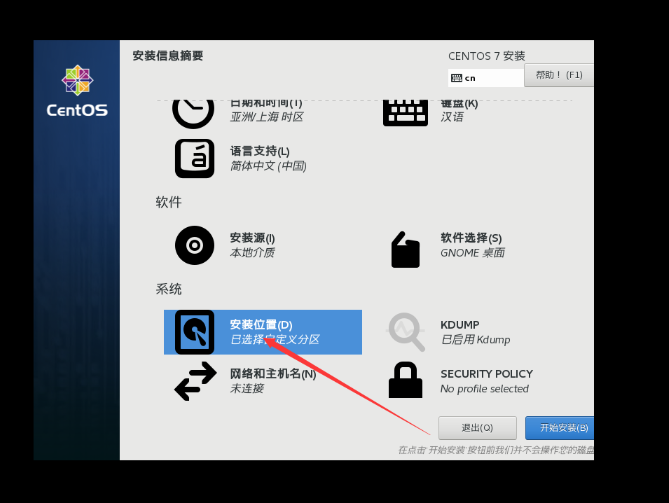 安装信息摘要
CENTOS 7 安装
cn
帮助！(F1)
CentOS
日期和时间(T)
亚洲/上海 时区
键盘(K)
汉语
语言支持(L)
简体中文 (中国)
软件
安装源(I)
本地介质
软件选择(S)
GNOME 桌面
系统
安装位置(D)
已选择自定义分区
KDUMP
已启用 Kdump
网络和主机名(N)
未连接
SECURITY POLICY
No profile selected
退出(Q)
开始安装(B)
在点击 开始安装 按钮前我们并不会操作您的磁盘